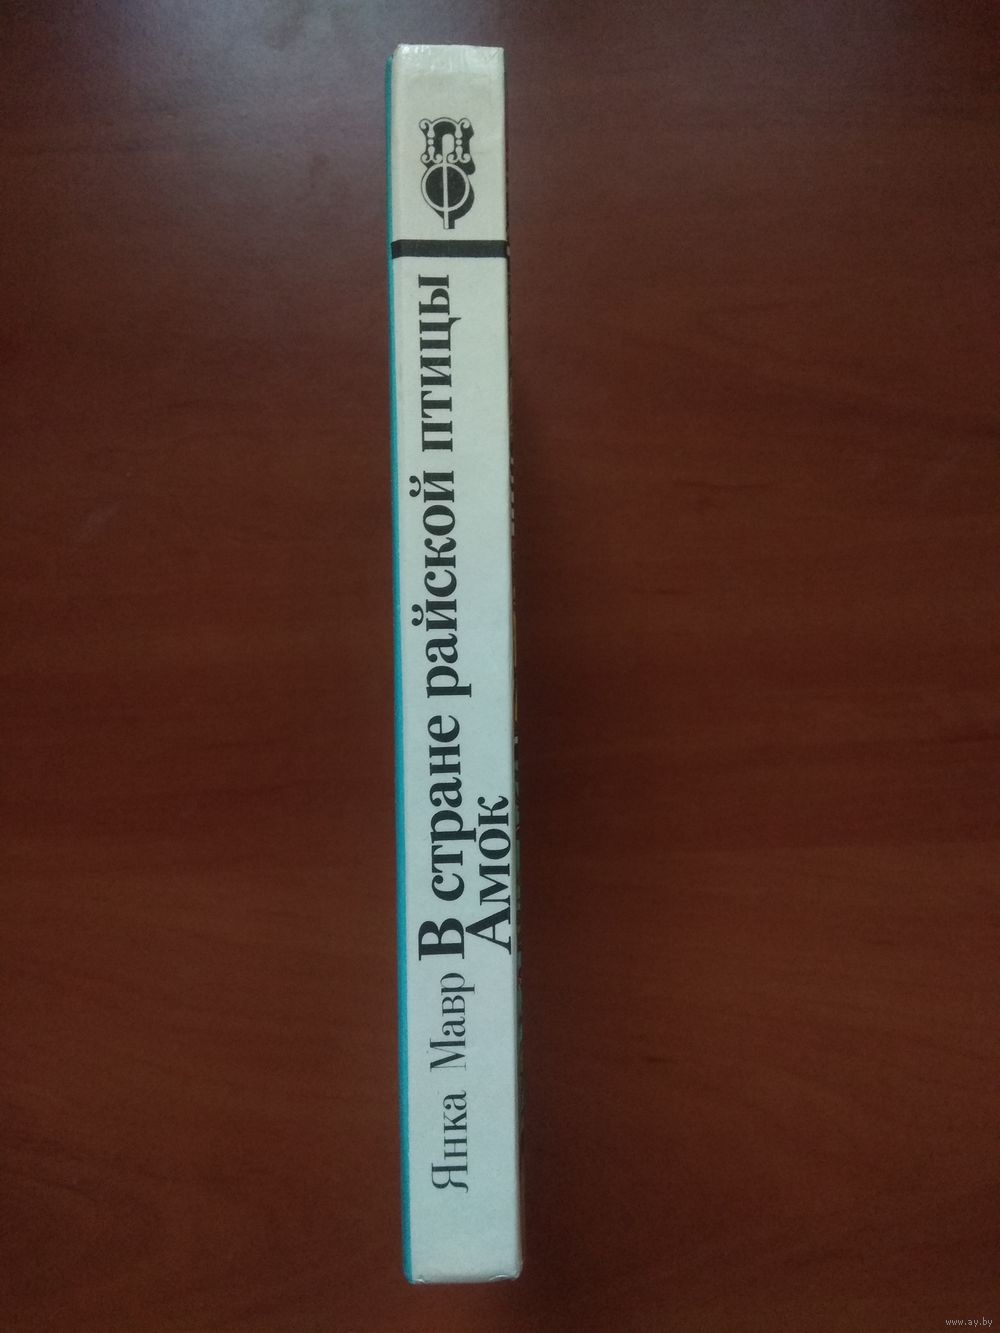 Янка Мавр
В стране райской птицы
Амок
www.ay.by